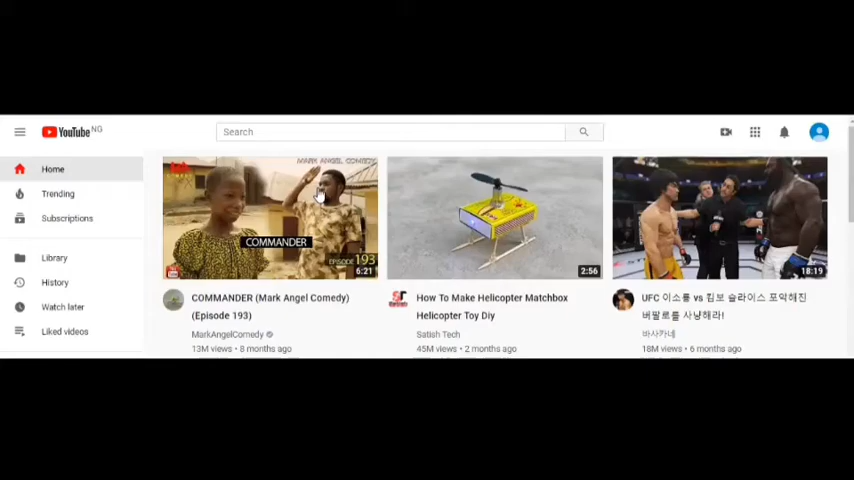 YouTube NG
Search
Home
Trending
Subscriptions
Library
History
Watch later
Liked videos
MARK ANGEL COMEDY
COMMANDER
EPISODE 193
6:21
2:56
18:19
COMMANDER (Mark Angel Comedy)
(Episode 193)
MarkAngelComedy
13M views • 8 months ago
How To Make Helicopter Matchbox
Helicopter Toy Diy
Satish Tech
45M views • 2 months ago
UFC 이소룡 vs 킴보 슬라이스 포악해진
버팔로를 사냥해라!
바사카네
18M views • 6 months ago